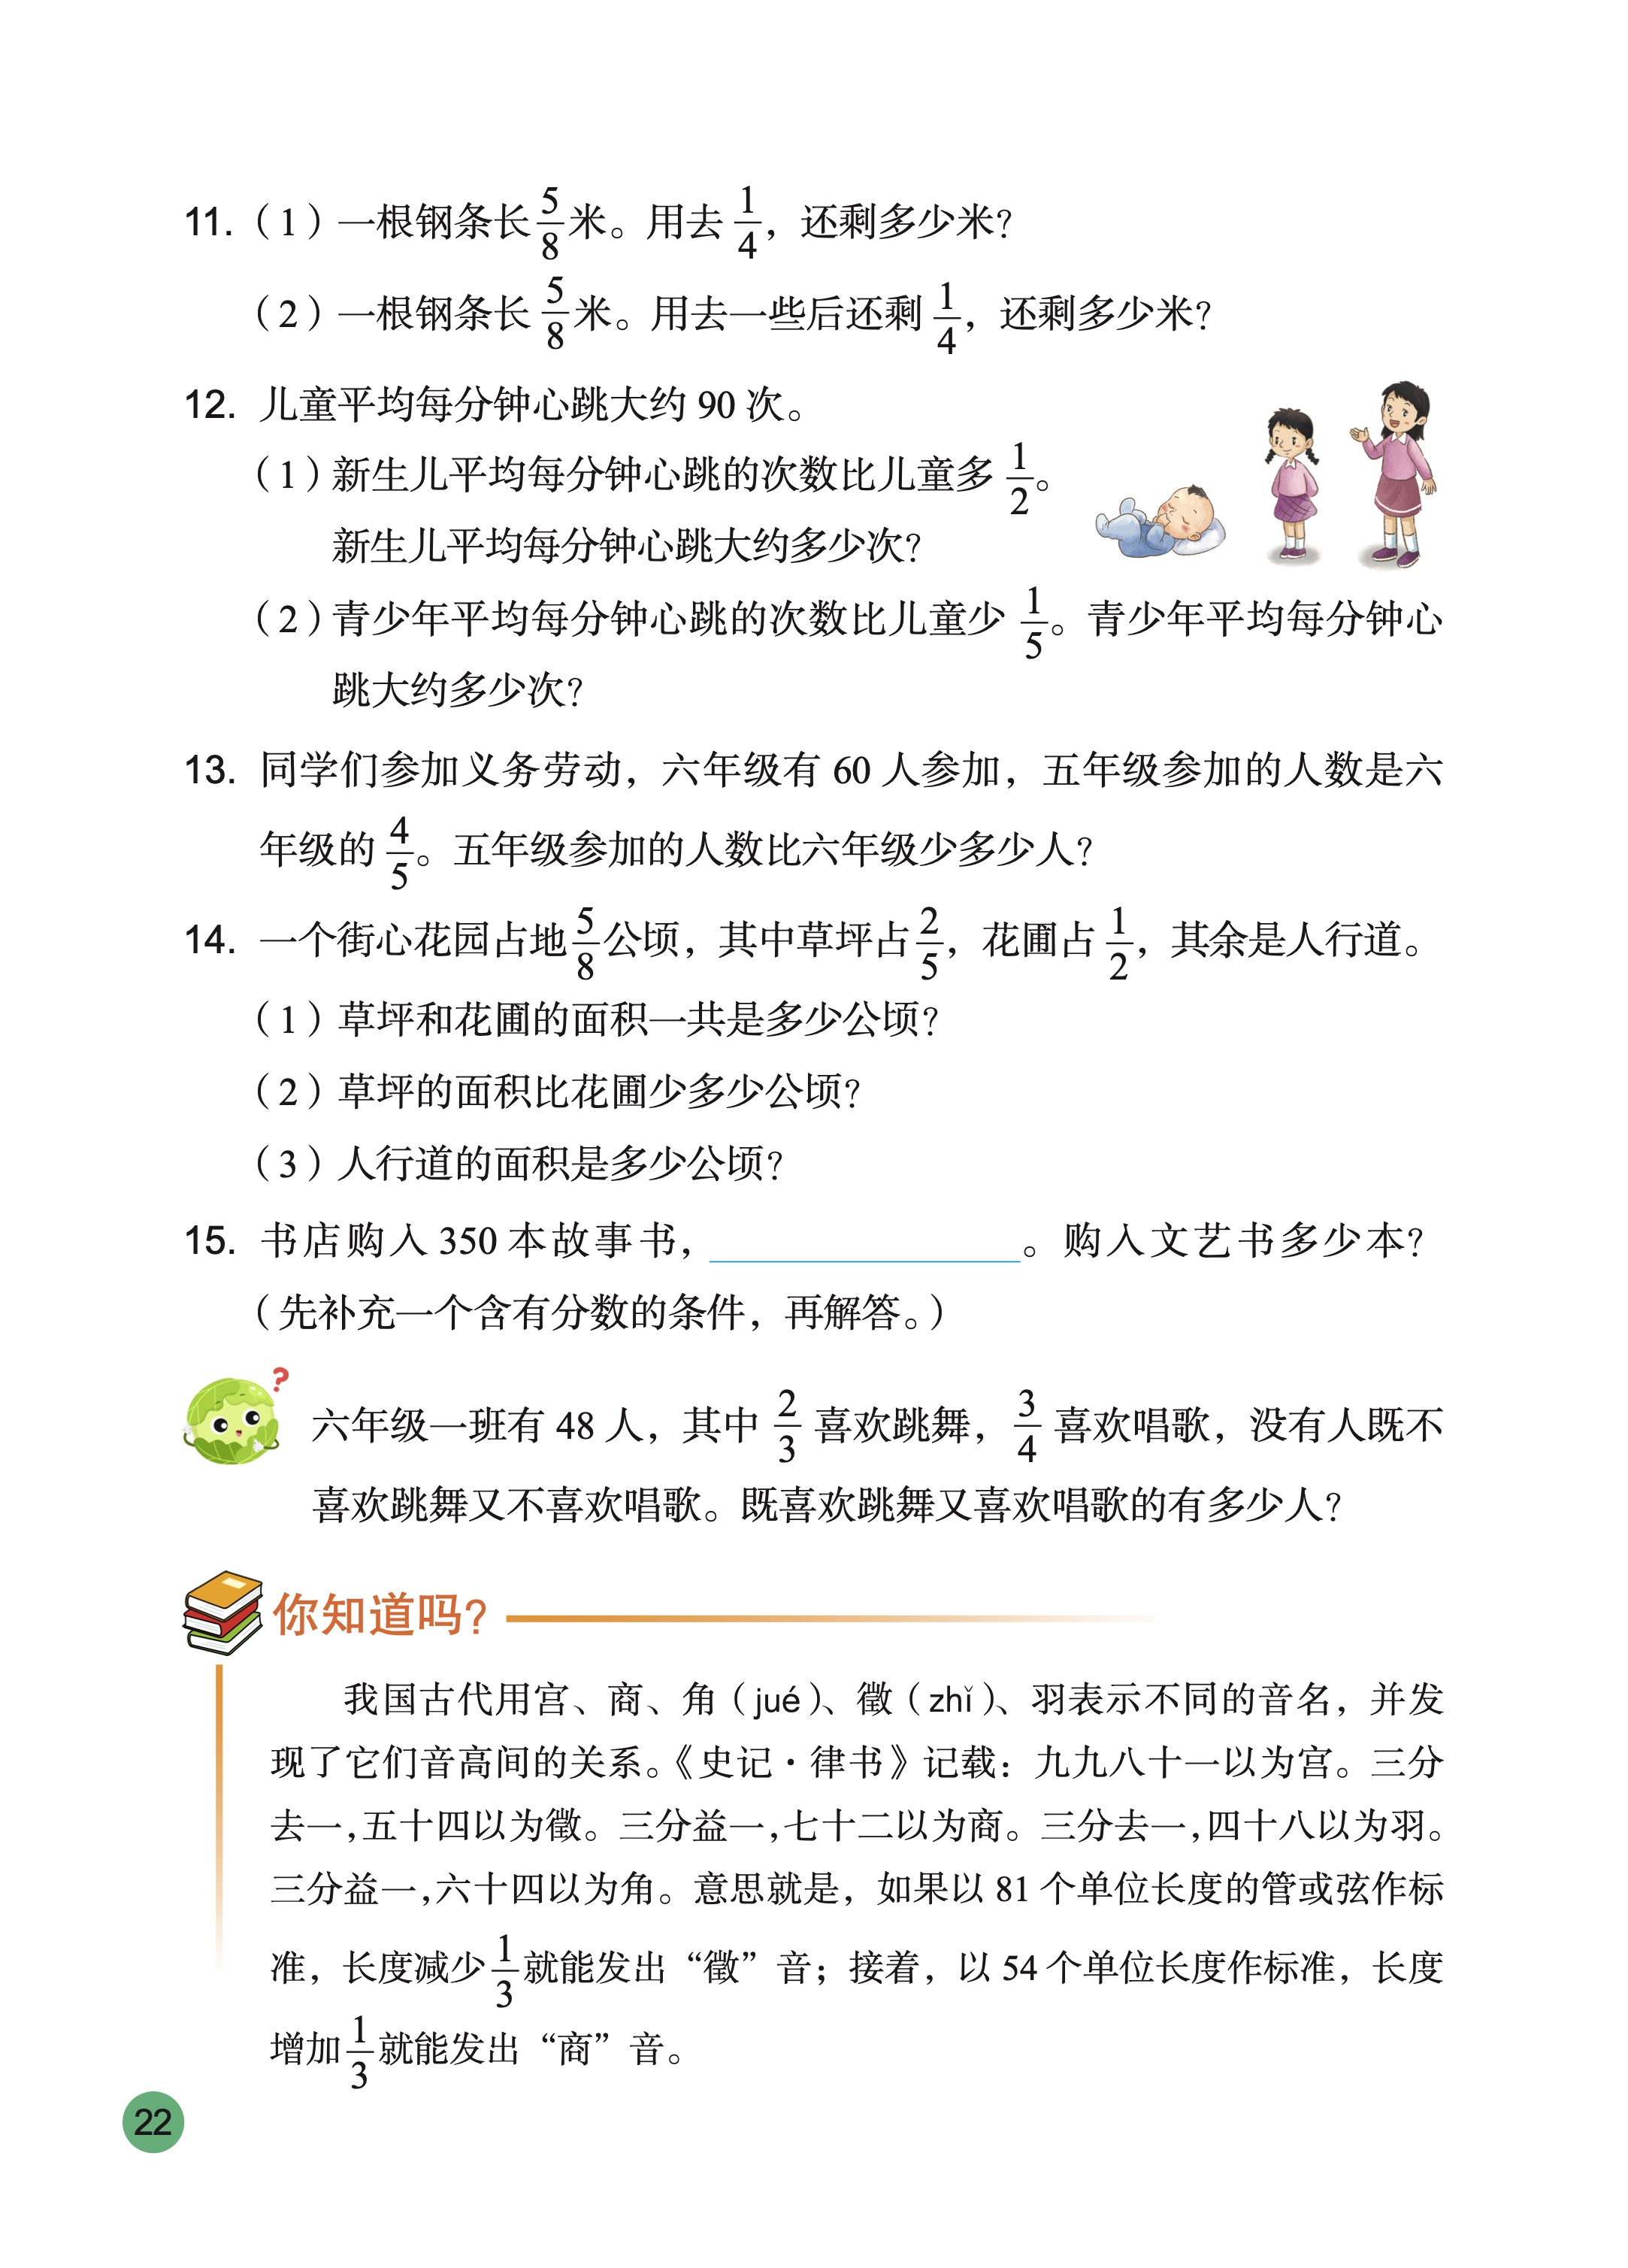 11.（1）一根钢条长5/8米。用去1/4，还剩多少米？
（2）一根钢条长5/8米。用去一些后还剩1/4，还剩多少米？
12. 儿童平均每分钟心跳大约 90 次。
（1）新生儿平均每分钟心跳的次数比儿童多1/2。
新生儿平均每分钟心跳大约多少次？
（2）青少年平均每分钟心跳的次数比儿童少1/5。青少年平均每分钟心
跳大约多少次？
13. 同学们参加义务劳动，六年级有 60 人参加，五年级参加的人数是六
年级的4/5。五年级参加的人数比六年级少多少人？
14. 一个街心花园占地5/8公顷，其中草坪占2/5，花圃占1/2，其余是人行道。
（1）草坪和花圃的面积一共是多少公顷？
（2）草坪的面积比花圃少多少公顷？
（3）人行道的面积是多少公顷？
15. 书店购入 350 本故事书，________。购入文艺书多少本？
（先补充一个含有分数的条件，再解答。）
?
六年级一班有 48 人，其中2/3喜欢跳舞，3/4喜欢唱歌，没有人既不
喜欢跳舞又不喜欢唱歌。既喜欢跳舞又喜欢唱歌的有多少人？
你知道吗？
我国古代用宫、商、角（jué）、徵（zhǐ）、羽表示不同的音名，并发
现了它们音高间的关系。《史记·律书》记载：九九八十一以为宫。三分
去一，五十四以为徵。三分益一，七十二以为商。三分去一，四十八以为羽。
三分益一，六十四以为角。意思就是，如果以 81 个单位长度的管或弦作标
准，长度减少1/3就能发出“徵”音；接着，以 54 个单位长度作标准，长度
增加1/3就能发出“商”音。
22